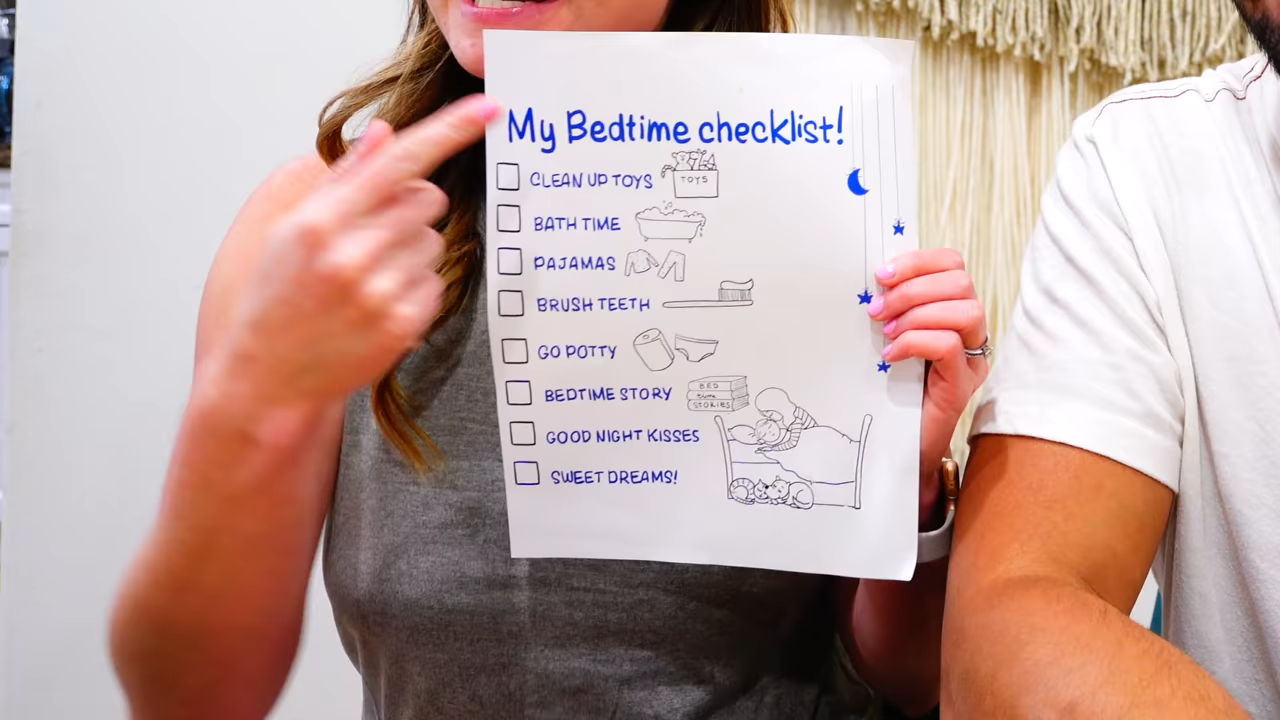 My Bedtime checklist!
CLEAN UP TOYS
TOYS
BATH TIME
PAJAMAS
BRUSH TEETH
GO POTTY
BEDTIME STORY
BED
time
STORIES
GOOD NIGHT KISSES
SWEET DREAMS!